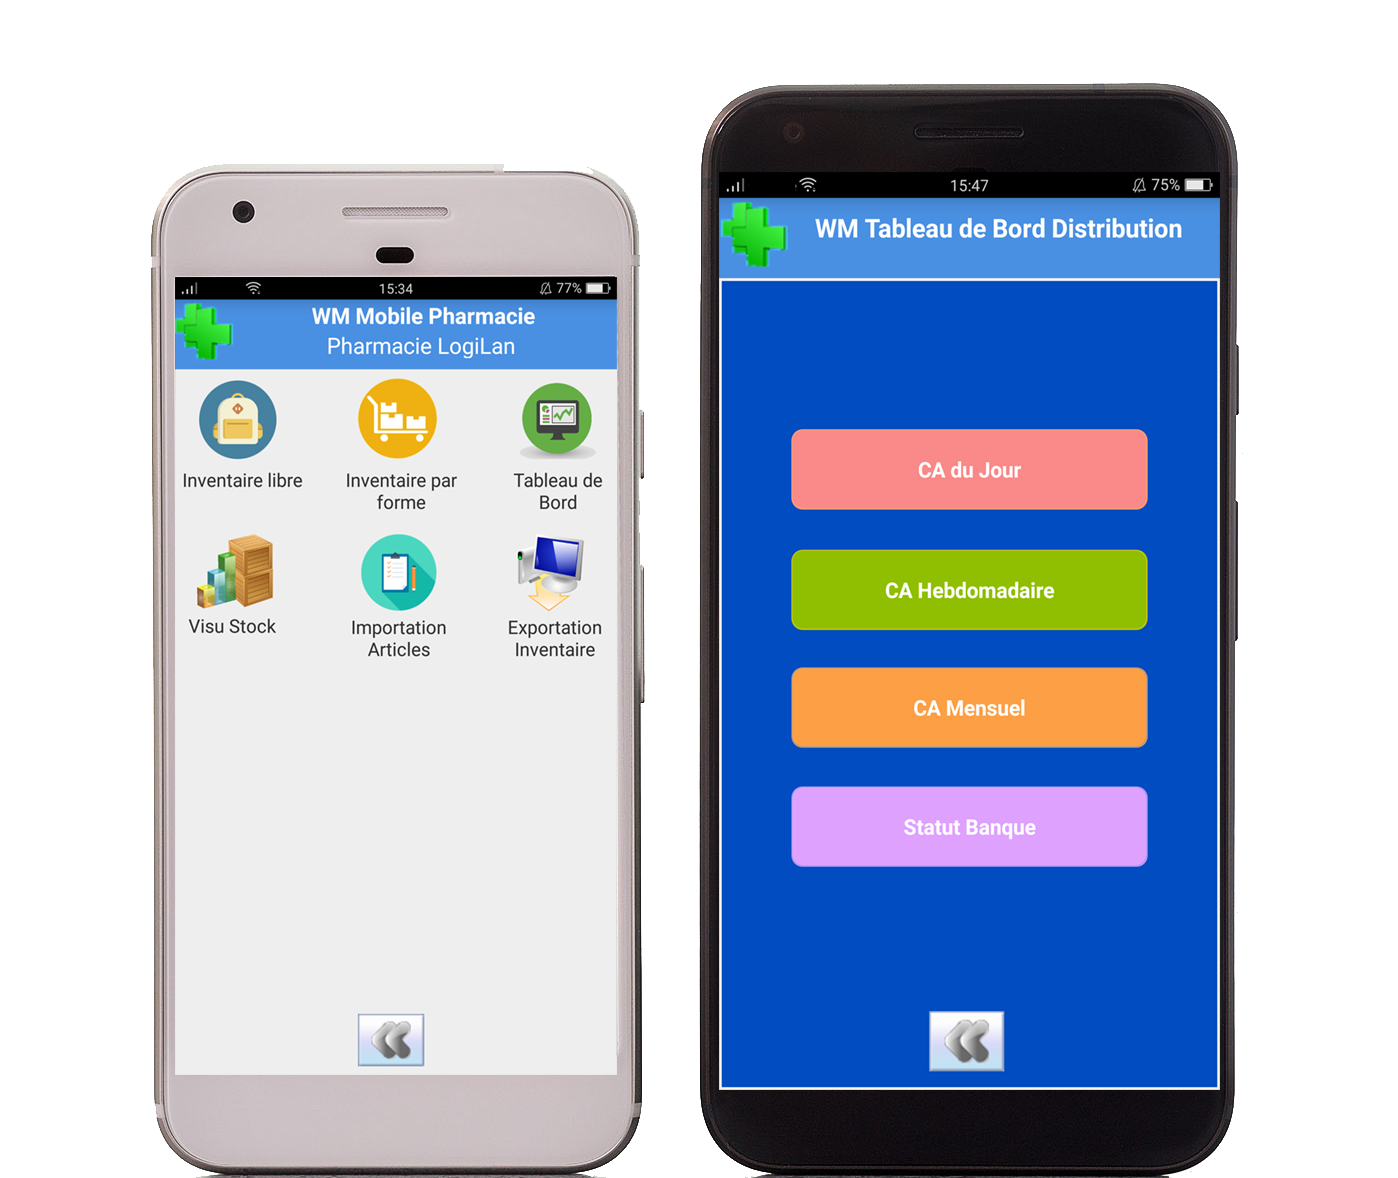 15:34
77%
WM Mobile Pharmacie
Pharmacie LogiLan
Inventaire libre
Inventaire par
forme
Tableau de
Bord
Visu Stock
Importation
Articles
Exportation
Inventaire
15:47
75%
WM Tableau de Bord Distribution
CA du Jour
CA Hebdomadaire
CA Mensuel
Statut Banque